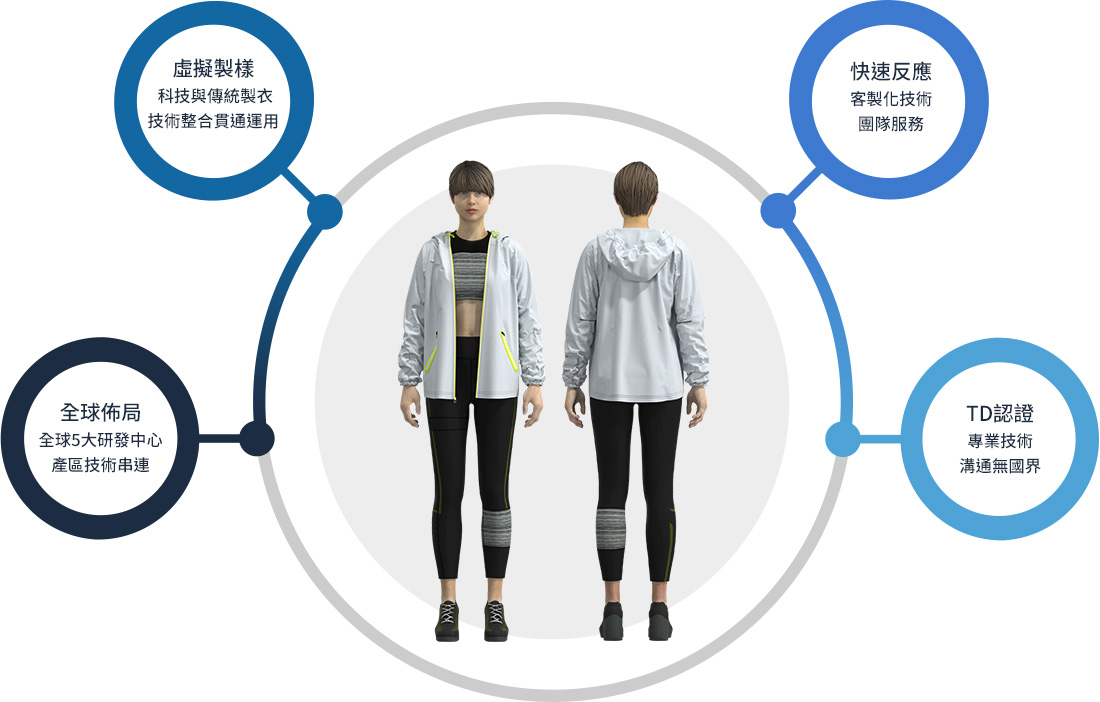 虛擬製樣
科技與傳統製衣
技術整合貫通運用
快速反應
客製化技術
團隊服務
全球佈局
全球5大研發中心
產區技術串連
TD認證
專業技術
溝通無國界